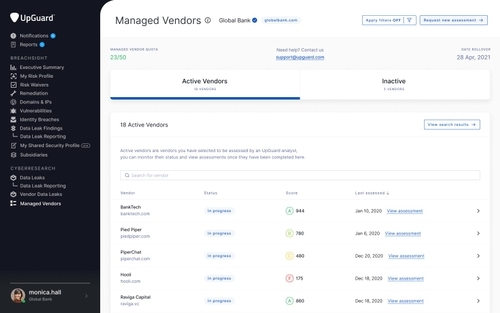 UpGuard
Notifications
Reports
BREACHSIGHT
Executive Summary
My Risk Profile
Risk Waivers
Remediation
Domains & IPs
Vulnerabilities
Identity Breaches
Data Leak Findings
Data Leak Reporting
My Shared Security Profile
Subsidiaries
CYBERRESEARCH
Data Leaks
Data Leak Reporting
Vendor Data Leaks
Managed Vendors
monica.hall
Global Bank
Managed Vendors
Global Bank
globalbank.com
Apply filters OFF
Request new assessment
MANAGED VENDOR QUOTA
23/50
Need help? Contact us
support@upguard.com
DATE ROLLOVER
28 Apr, 2021
Active Vendors
18 VENDORS
Inactive
5 VENDORS
18 Active Vendors
View search results
Active vendors are vendors you have selected to be assessed by an UpGuard analyst,
you can monitor their status and view assessments once they have been completed here.
Search for vendor
Vendor Status Score Last assessed
BankTech In progress A 944 Jan 10, 2020 View assessment
banktech.com
Pied Piper In progress 780 Jan 6, 2020 View assessment
piedpiper.com
PiperChat In progress 480 Dec 20, 2020 View assessment
piperchat.com
Hooli In progress F 175 Dec 18, 2020 View assessment
hooli.com
Raviga Capital In progress A 860 Dec 18, 2020 View assessment
raviga.vc